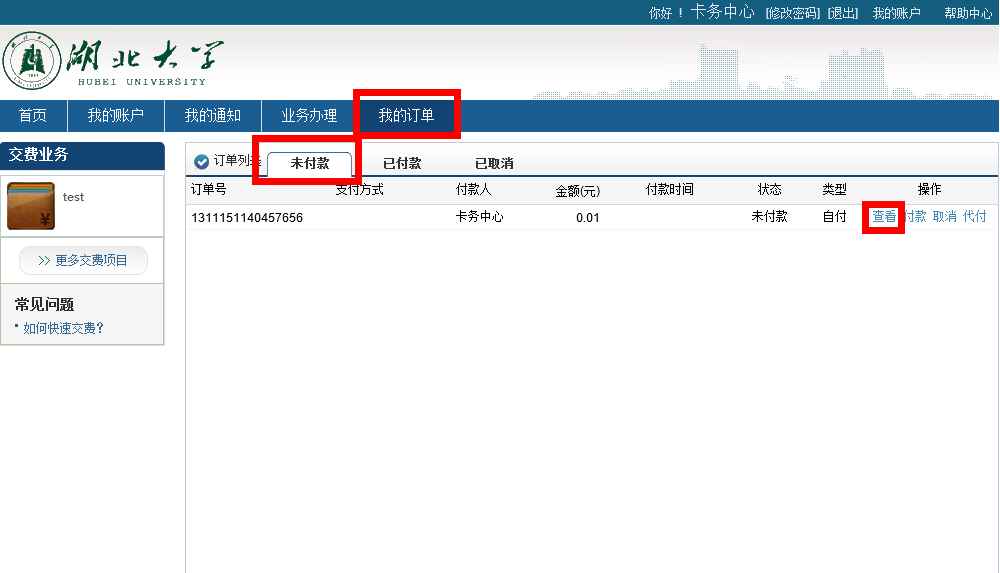 你好 ! 卡务中心 [修改密码] [退出] 我的账户 帮助中心
湖北大学
HUBEI UNIVERSITY
首页 我的账户 我的通知 业务办理 我的订单
交费业务
test
>> 更多交费项目
常见问题
如何快速交费?
订单列表 未付款 已付款 已取消
订单号 支付方式 付款人 金额(元) 付款时间 状态 类型 操作
1311151140457656 卡务中心 0.01 未付款 自付 查看 付款 取消 代付